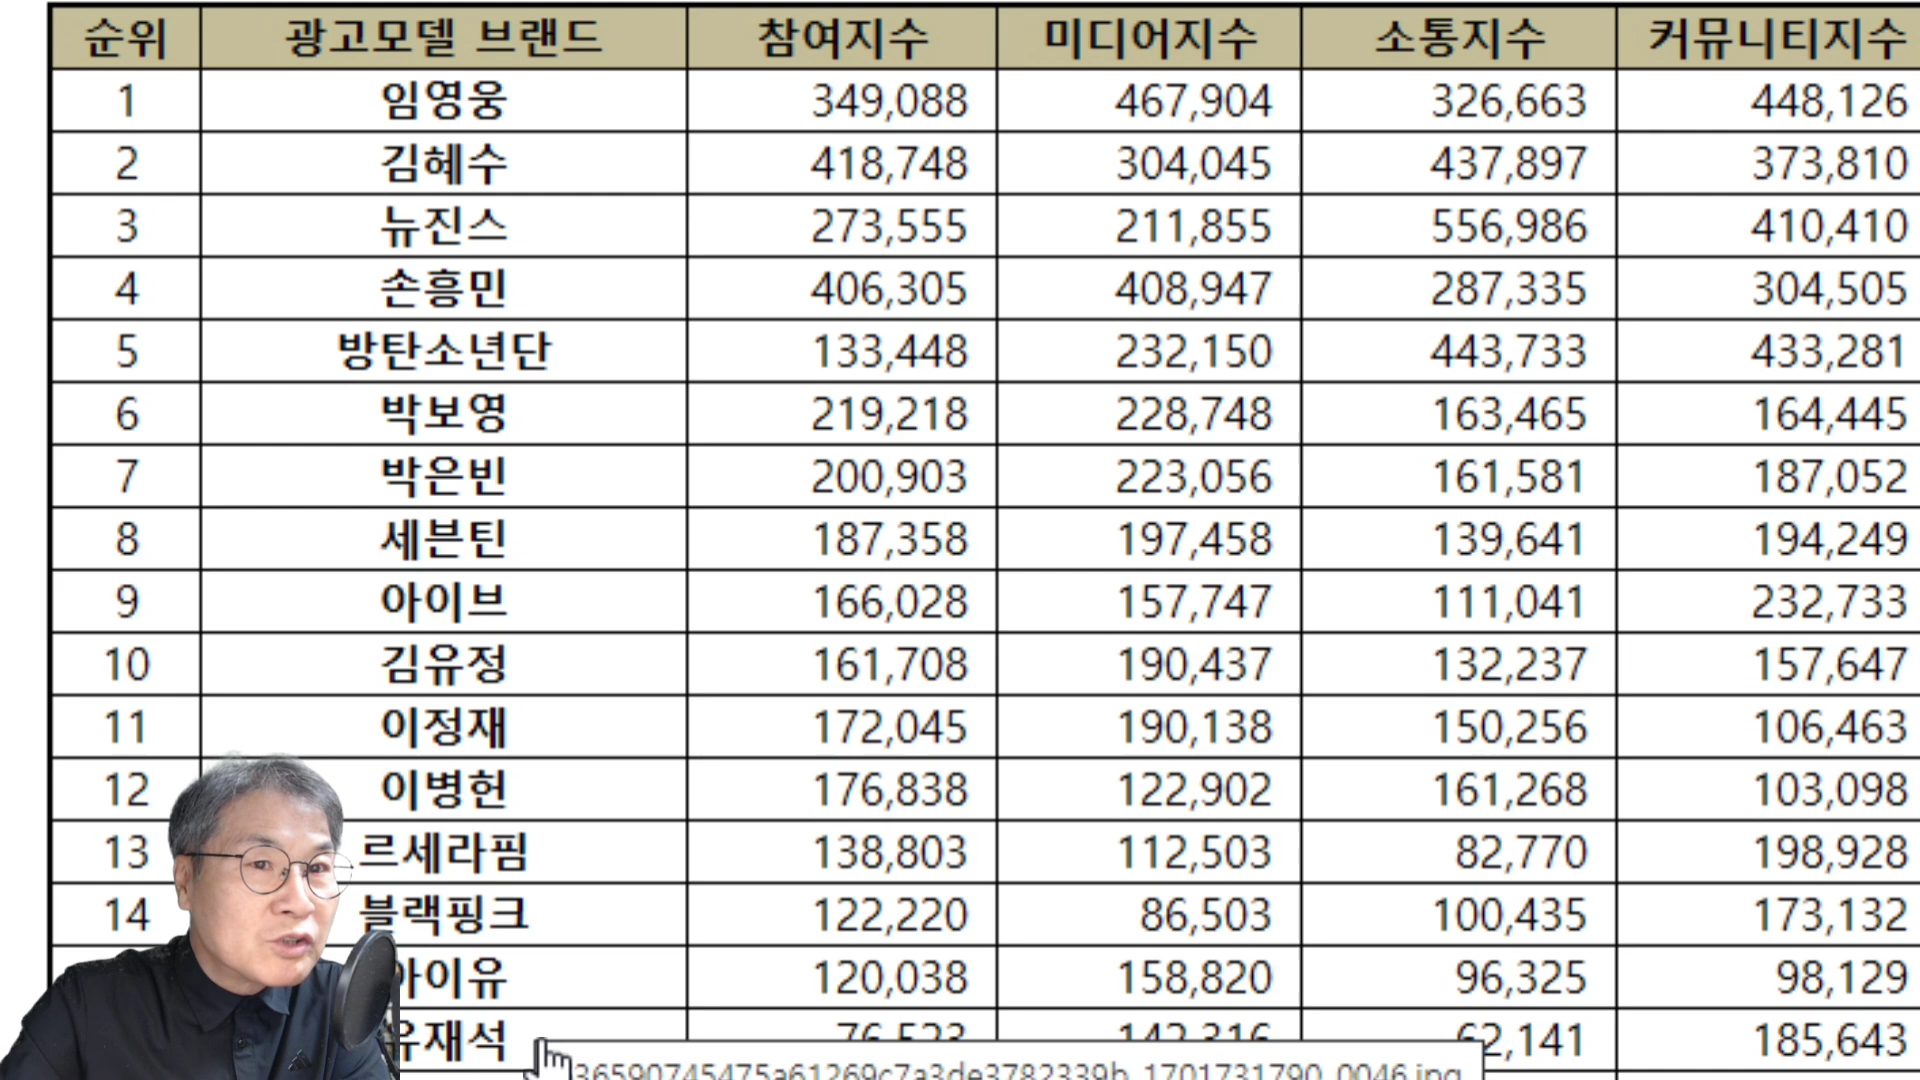 순위 광고모델 브랜드 참여지수 미디어지수 소통지수 커뮤니티지수
1 임영웅 349,088 467,904 326,663 448,126
2 김혜수 418,748 304,045 437,897 373,810
3 뉴진스 273,555 211,855 556,986 410,410
4 손흥민 406,305 408,947 287,335 304,505
5 방탄소년단 133,448 232,150 443,733 433,281
6 박보영 219,218 228,748 163,465 164,445
7 박은빈 200,903 223,056 161,581 187,052
8 세븐틴 187,358 197,458 139,641 194,249
9 아이브 166,028 157,747 111,041 232,733
10 김유정 161,708 190,437 132,237 157,647
11 이정재 172,045 190,138 150,256 106,463
12 이병헌 176,838 122,902 161,268 103,098
13 르세라핌 138,803 112,503 82,770 198,928
14 블랙핑크 122,220 86,503 100,435 173,132
아이유 120,038 158,820 96,325 98,129
유재석 76,523 142,316 62,141 185,643